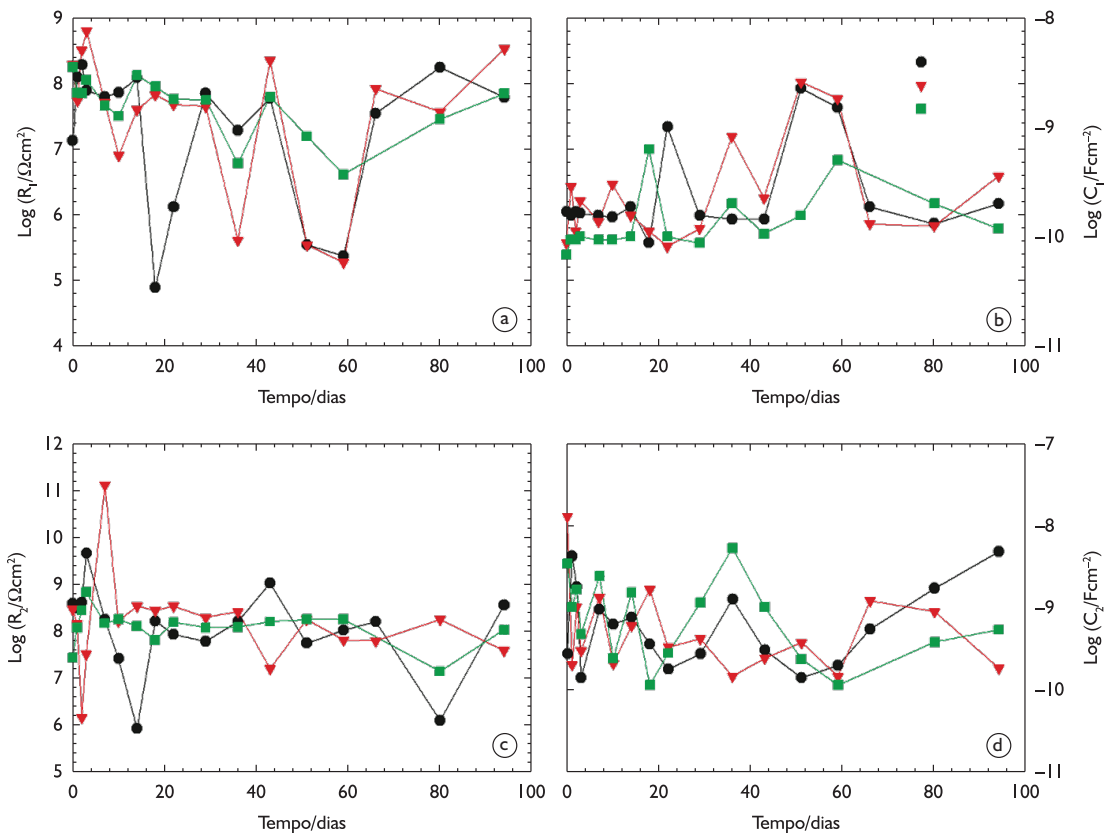 9
8
7
6
5
4
Log (R₁/Ωcm²)
0 20 40 60 80 100
Tempo/dias
a
−8
−9
−10
−11
Log (C₁/Fcm⁻²)
0 20 40 60 80 100
Tempo/dias
b
12
11
10
9
8
7
6
5
Log (R₂/Ωcm²)
0 20 40 60 80 100
Tempo/dias
c
−7
−8
−9
−10
−11
Log (C₂/Fcm⁻²)
0 20 40 60 80 100
Tempo/dias
d